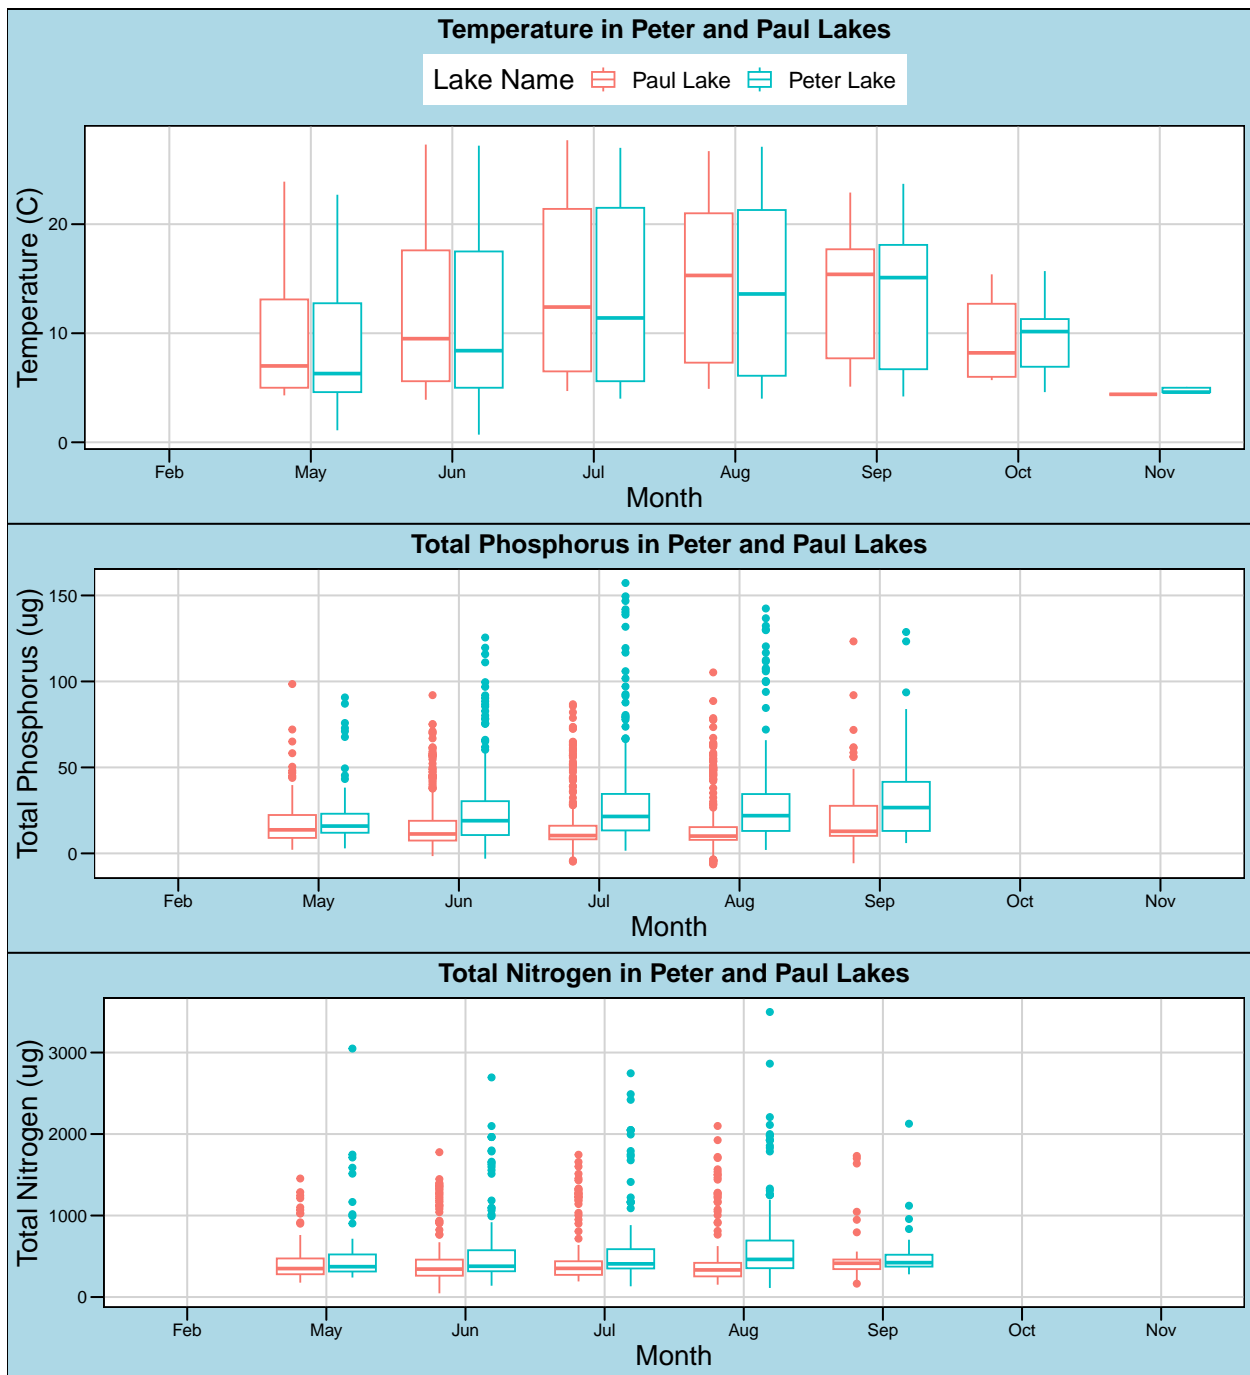 Temperature in Peter and Paul Lakes
Lake Name Paul Lake Peter Lake
Temperature (C)
20
10
0
Feb May Jun Jul Aug Sep Oct Nov
Month
Total Phosphorus in Peter and Paul Lakes
Total Phosphorus (ug)
150
100
50
0
Feb May Jun Jul Aug Sep Oct Nov
Month
Total Nitrogen in Peter and Paul Lakes
Total Nitrogen (ug)
3000
2000
1000
0
Feb May Jun Jul Aug Sep Oct Nov
Month